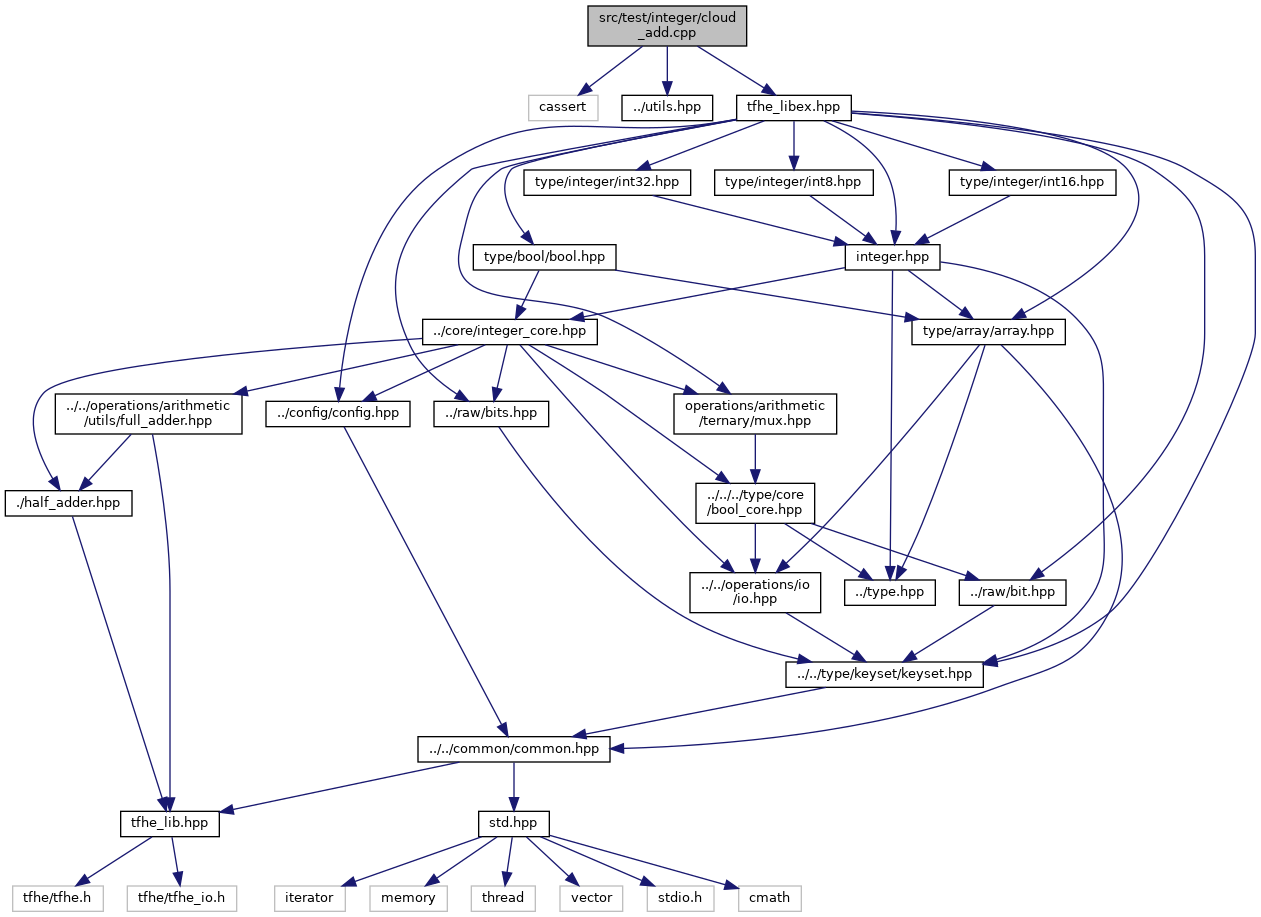 src/test/integer/cloud
_add.cpp
cassert
../utils.hpp
tfhe_libex.hpp
type/integer/int32.hpp
type/integer/int8.hpp
type/integer/int16.hpp
type/bool/bool.hpp
integer.hpp
../core/integer_core.hpp
type/array/array.hpp
../../operations/arithmetic
/utils/full_adder.hpp
../config/config.hpp
../raw/bits.hpp
operations/arithmetic
/ternary/mux.hpp
./half_adder.hpp
../../../type/core
/bool_core.hpp
../../operations/io
/io.hpp
../type.hpp
../raw/bit.hpp
../../type/keyset/keyset.hpp
../../common/common.hpp
tfhe_lib.hpp
std.hpp
tfhe/tfhe.h
tfhe/tfhe_io.h
iterator
memory
thread
vector
stdio.h
cmath